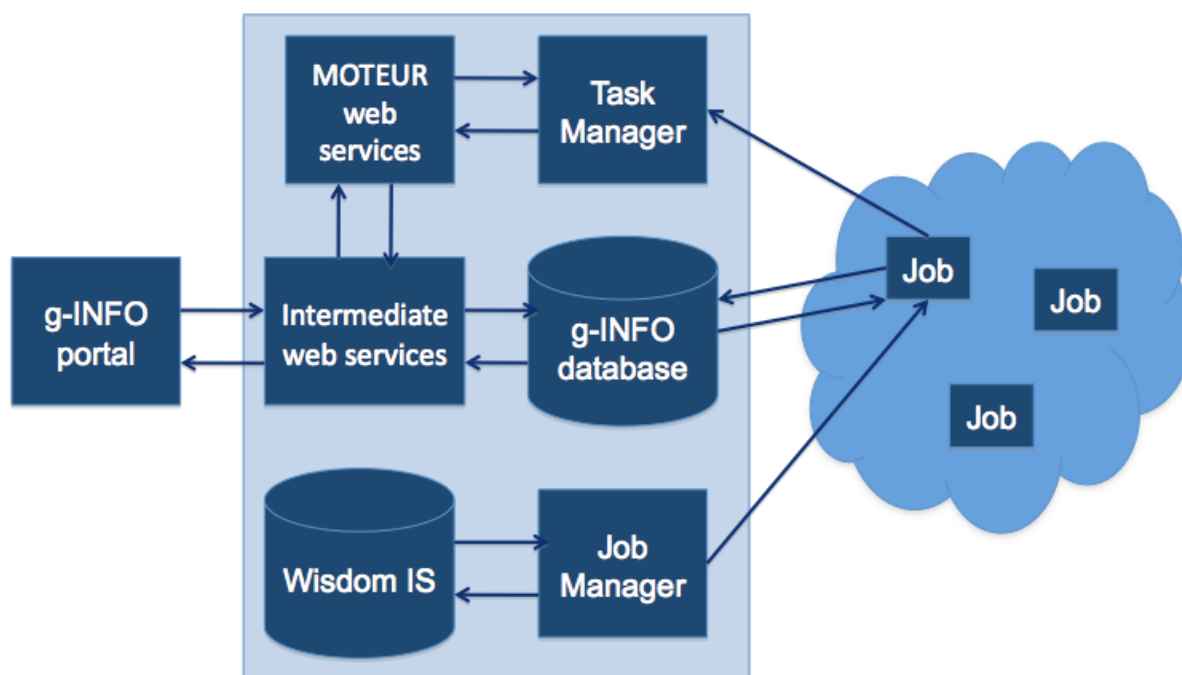 MOTEUR
web
services
Task
Manager
g-INFO
portal
Intermediate
web services
g-INFO
database
Job
Job
Job
Wisdom IS
Job
Manager